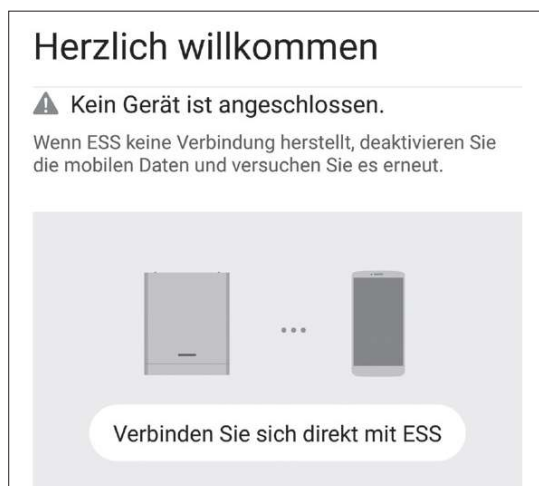 Herzlich willkommen
Kein Gerät ist angeschlossen.
Wenn ESS keine Verbindung herstellt, deaktivieren Sie
die mobilen Daten und versuchen Sie es erneut.
Verbinden Sie sich direkt mit ESS